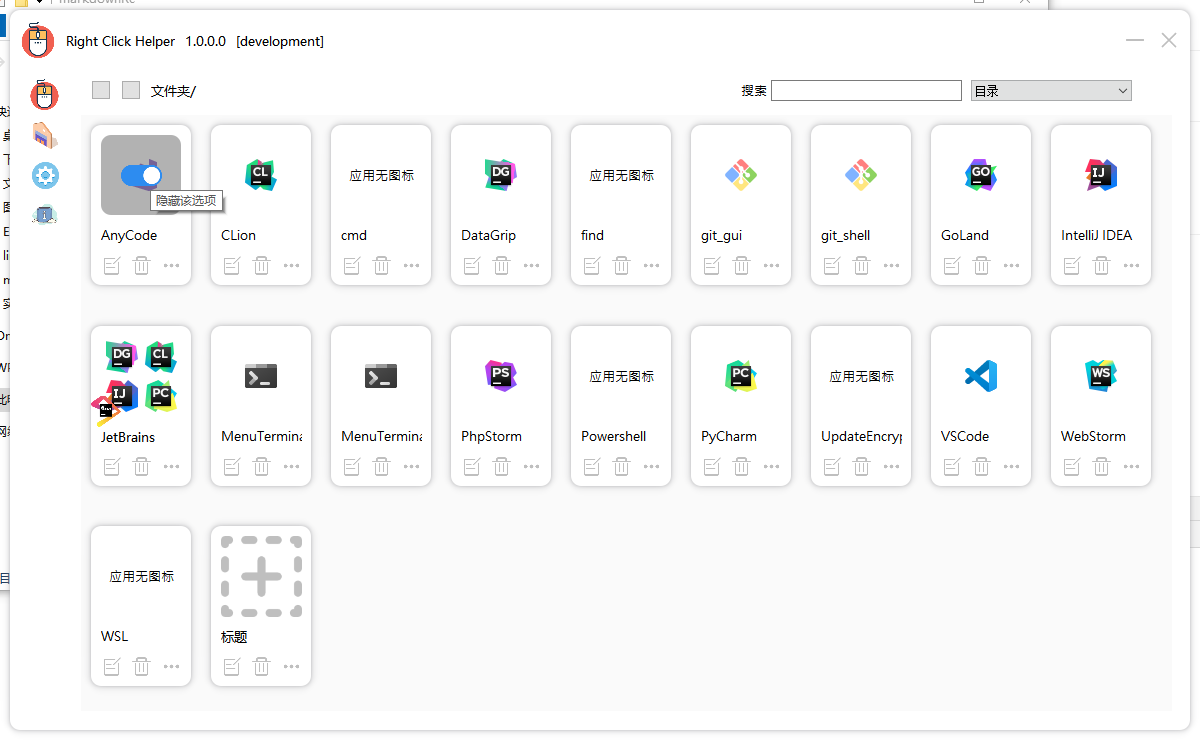 Right Click Helper 1.0.0.0 [development]
文件夹/ 搜索 目录
CL 应用无图标 DG 应用无图标 GO IJ
隐藏该选项
AnyCode CLion cmd DataGrip find git_gui git_shell GoLand IntelliJ IDEA
DG CL
IJ PC PS 应用无图标 PC 应用无图标 WS
JetBrains MenuTermina MenuTermina PhpStorm Powershell PyCharm UpdateEncryp VSCode WebStorm
应用无图标
WSL 标题